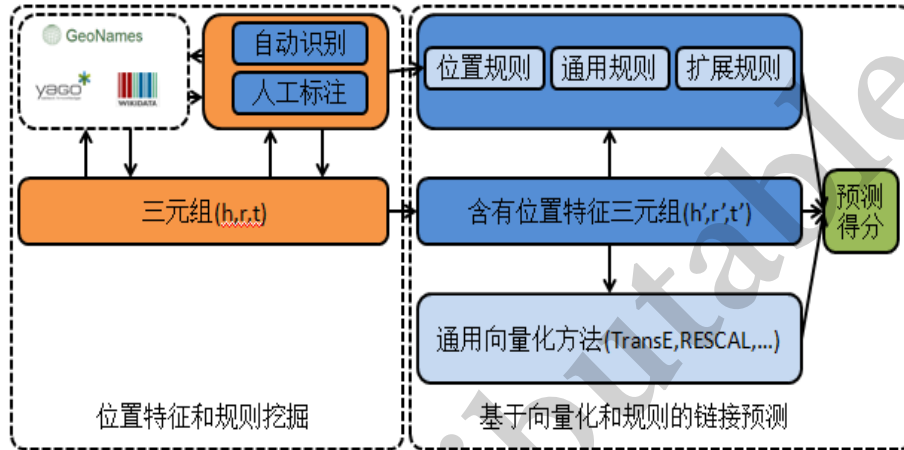 GeoNames
yago
WIKIDATA
自动识别
人工标注
位置规则
通用规则
扩展规则
三元组(h,r,t)
含有位置特征三元组(h’,r’,t’)
预测
得分
通用向量化方法(TransE,RESCAL,...)
位置特征和规则挖掘
基于向量化和规则的链接预测
ibutable